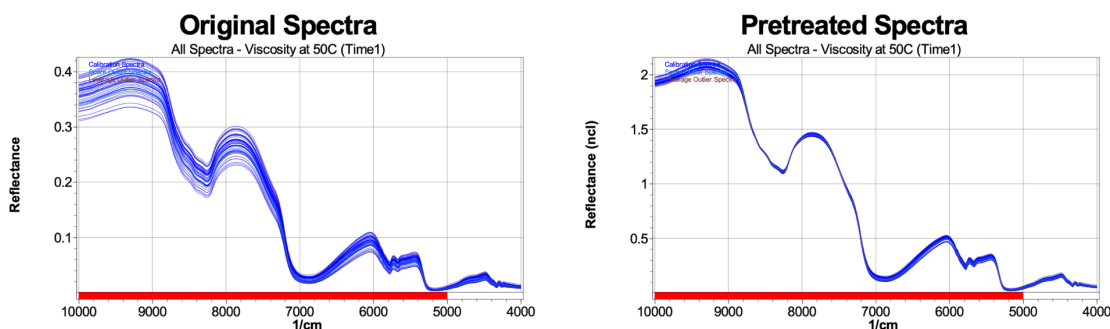 Original Spectra
All Spectra - Viscosity at 50C (Time1)
Calibration Spectra
Reflectance
0.4
0.3
0.2
0.1
10000 9000 8000 7000 6000 5000 4000
1/cm
Pretreated Spectra
All Spectra - Viscosity at 50C (Time1)
Calibration Spectra
Reflectance (ncl)
2
1.5
1
0.5
10000 9000 8000 7000 6000 5000 4000
1/cm